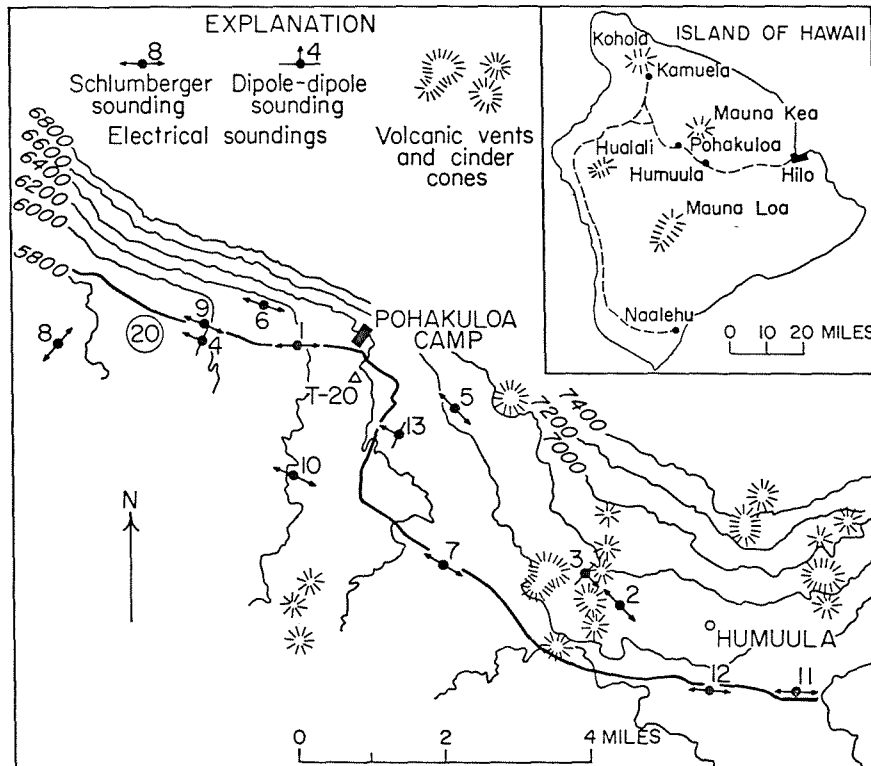 EXPLANATION
8
4
Schlumberger
sounding
Dipole-dipole
sounding
Electrical soundings
Volcanic vents
and cinder
cones
ISLAND OF HAWAII
Kohola
Kamuela
Mauna Kea
Pohakuloa
Hualali
Humuula
Hilo
Mauna Loa
Naalehu
0 10 20 MILES
6800
6600
6400
6200
6000
5800
8
20
9
4
6
1
POHAKULOA
CAMP
T-20
5
13
10
7400
7200
7000
N
7
3
2
HUMUULA
12
11
0 2 4 MILES